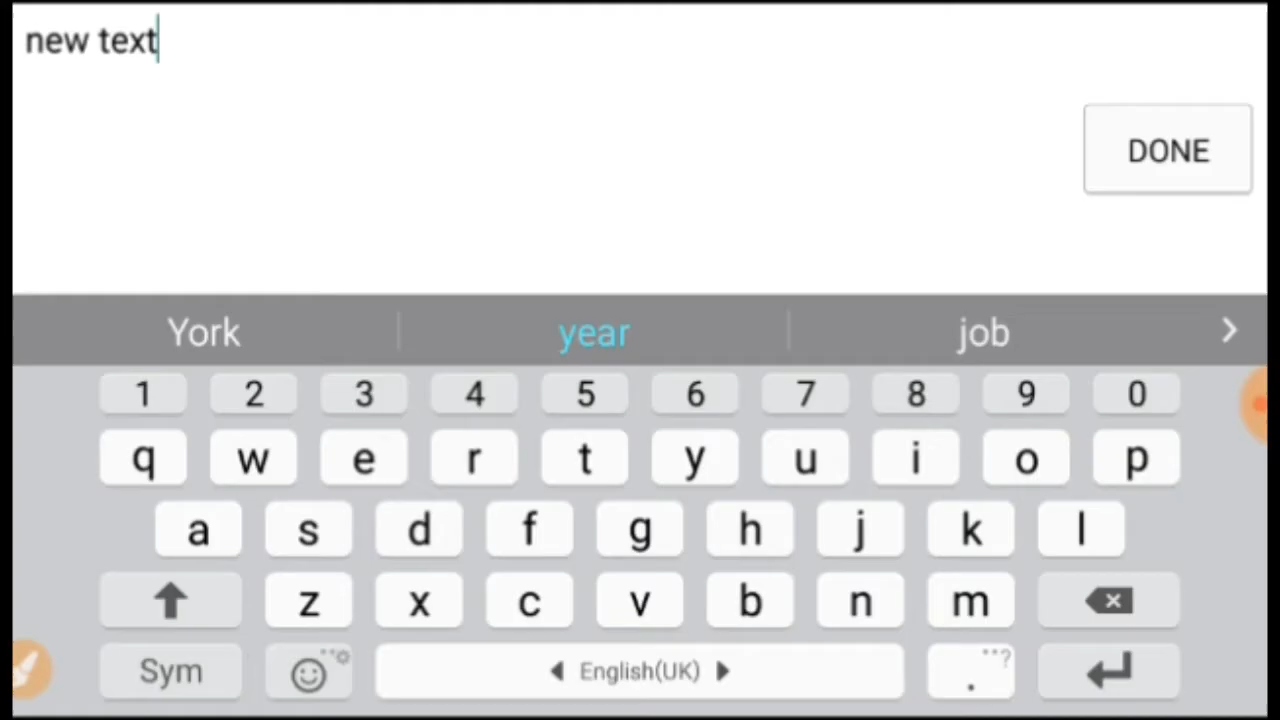 new text
DONE
York year job
1 2 3 4 5 6 7 8 9 0
q w e r t y u i o p
a s d f g h j k l
z x c v b n m
Sym English(UK) . ?